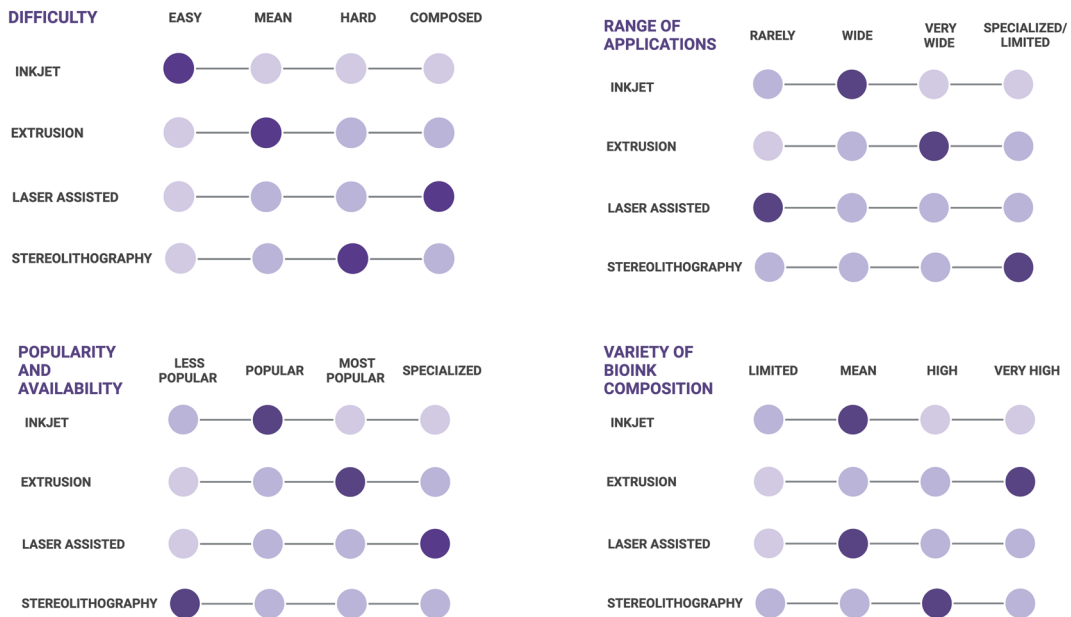 DIFFICULTY
EASY MEAN HARD COMPOSED
INKJET
EXTRUSION
LASER ASSISTED
STEREOLITHOGRAPHY
RANGE OF
APPLICATIONS
RARELY WIDE VERY
WIDE SPECIALIZED/
LIMITED
INKJET
EXTRUSION
LASER ASSISTED
STEREOLITHOGRAPHY
POPULARITY
AND
AVAILABILITY
LESS
POPULAR POPULAR MOST
POPULAR SPECIALIZED
INKJET
EXTRUSION
LASER ASSISTED
STEREOLITHOGRAPHY
VARIETY OF
BIOINK
COMPOSITION
LIMITED MEAN HIGH VERY HIGH
INKJET
EXTRUSION
LASER ASSISTED
STEREOLITHOGRAPHY